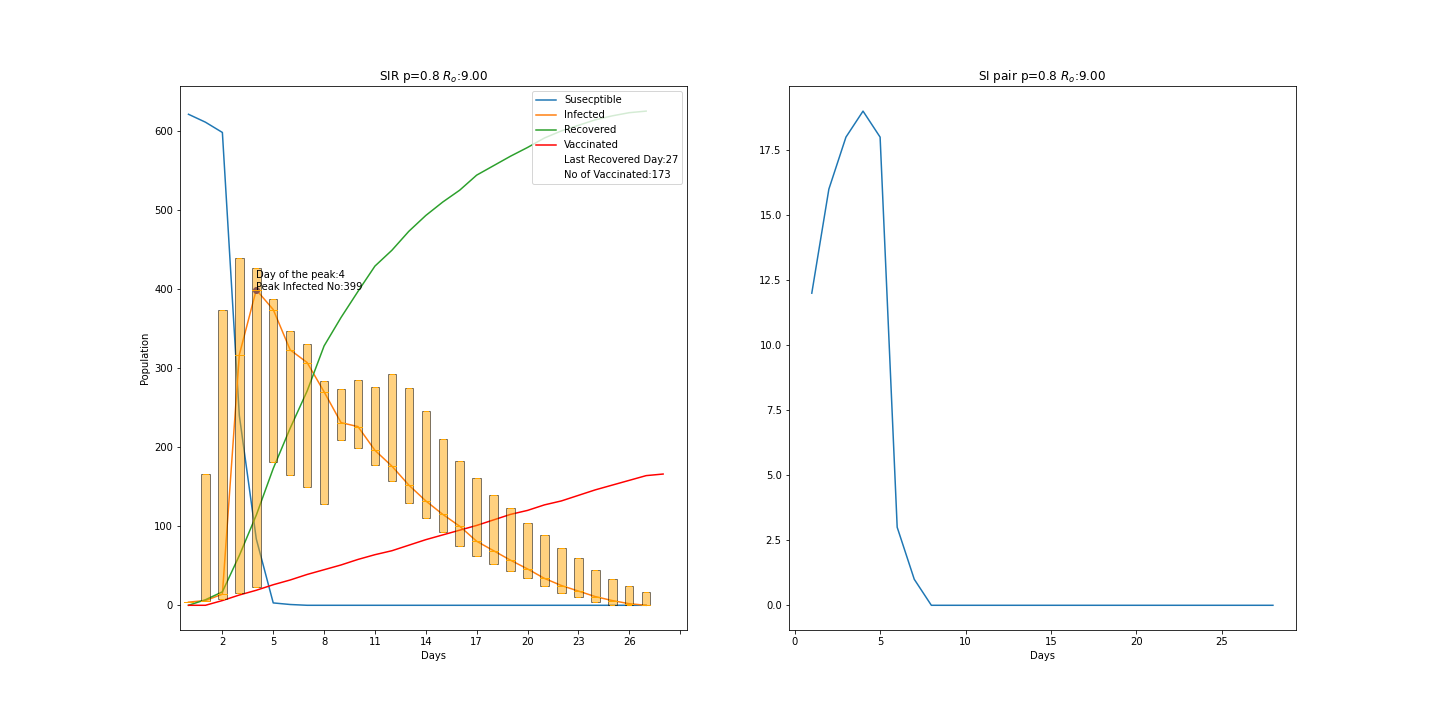 SIR p=0.8 Rₒ:9.00
Susecptible
Infected
Recovered
Vaccinated
Last Recovered Day:27
No of Vaccinated:173
Day of the peak:4
Peak Infected No:399
Population
600
500
400
300
200
100
0
2 5 8 11 14 17 20 23 26
Days
SI pair p=0.8 Rₒ:9.00
17.5
15.0
12.5
10.0
7.5
5.0
2.5
0.0
0 5 10 15 20 25
Days